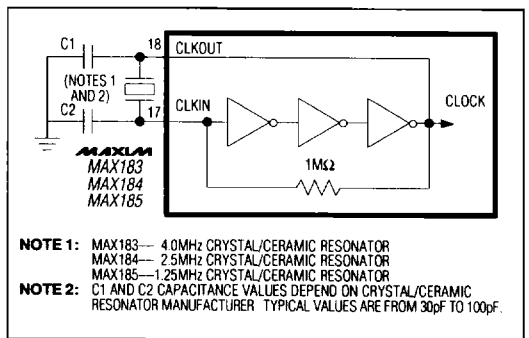 C1
18
CLKOUT
(NOTES 1
AND 2)
C2
17
CLKIN
CLOCK
1MΩ
MAXIM
MAX183
MAX184
MAX185
NOTE 1: MAX183— 4.0MHz CRYSTAL/CERAMIC RESONATOR
MAX184— 2.5MHz CRYSTAL/CERAMIC RESONATOR
MAX185—1.25MHz CRYSTAL/CERAMIC RESONATOR
NOTE 2: C1 AND C2 CAPACITANCE VALUES DEPEND ON CRYSTAL/CERAMIC
RESONATOR MANUFACTURER TYPICAL VALUES ARE FROM 30pF TO 100pF.